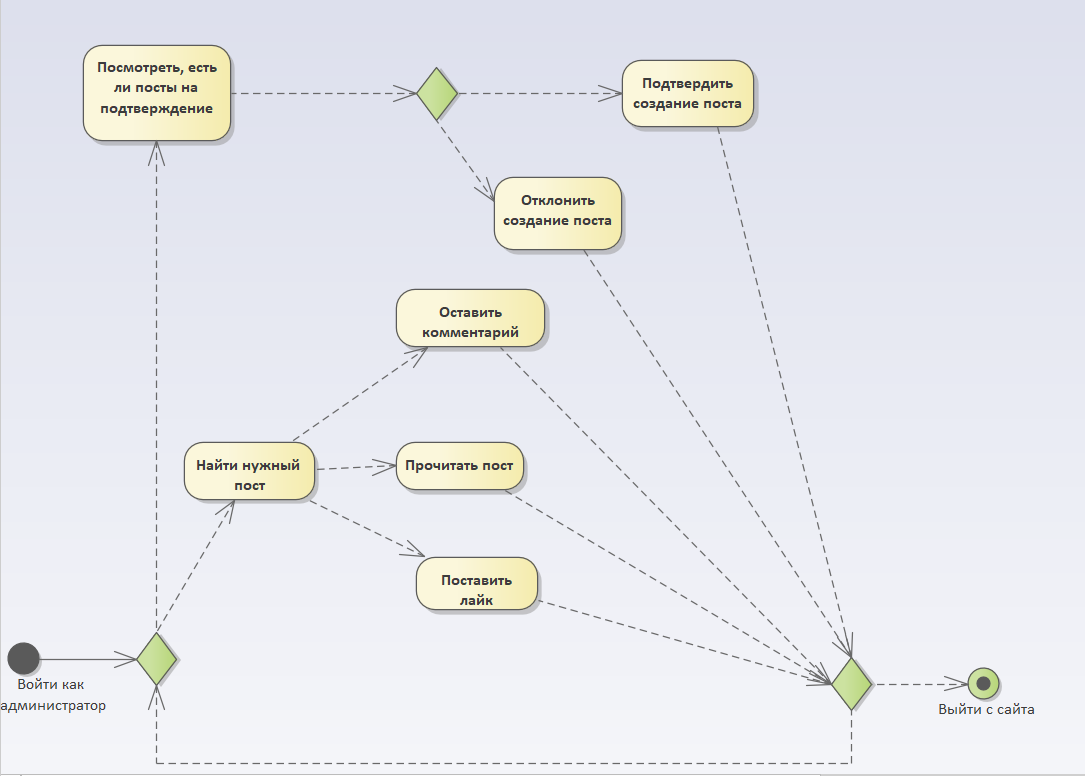 Посмотреть, есть
ли посты на
подтверждение
Подтвердить
создание поста
Отклонить
создание поста
Оставить
комментарий
Найти нужный
пост
Прочитать пост
Поставить
лайк
Войти как
администратор
Выйти с сайта